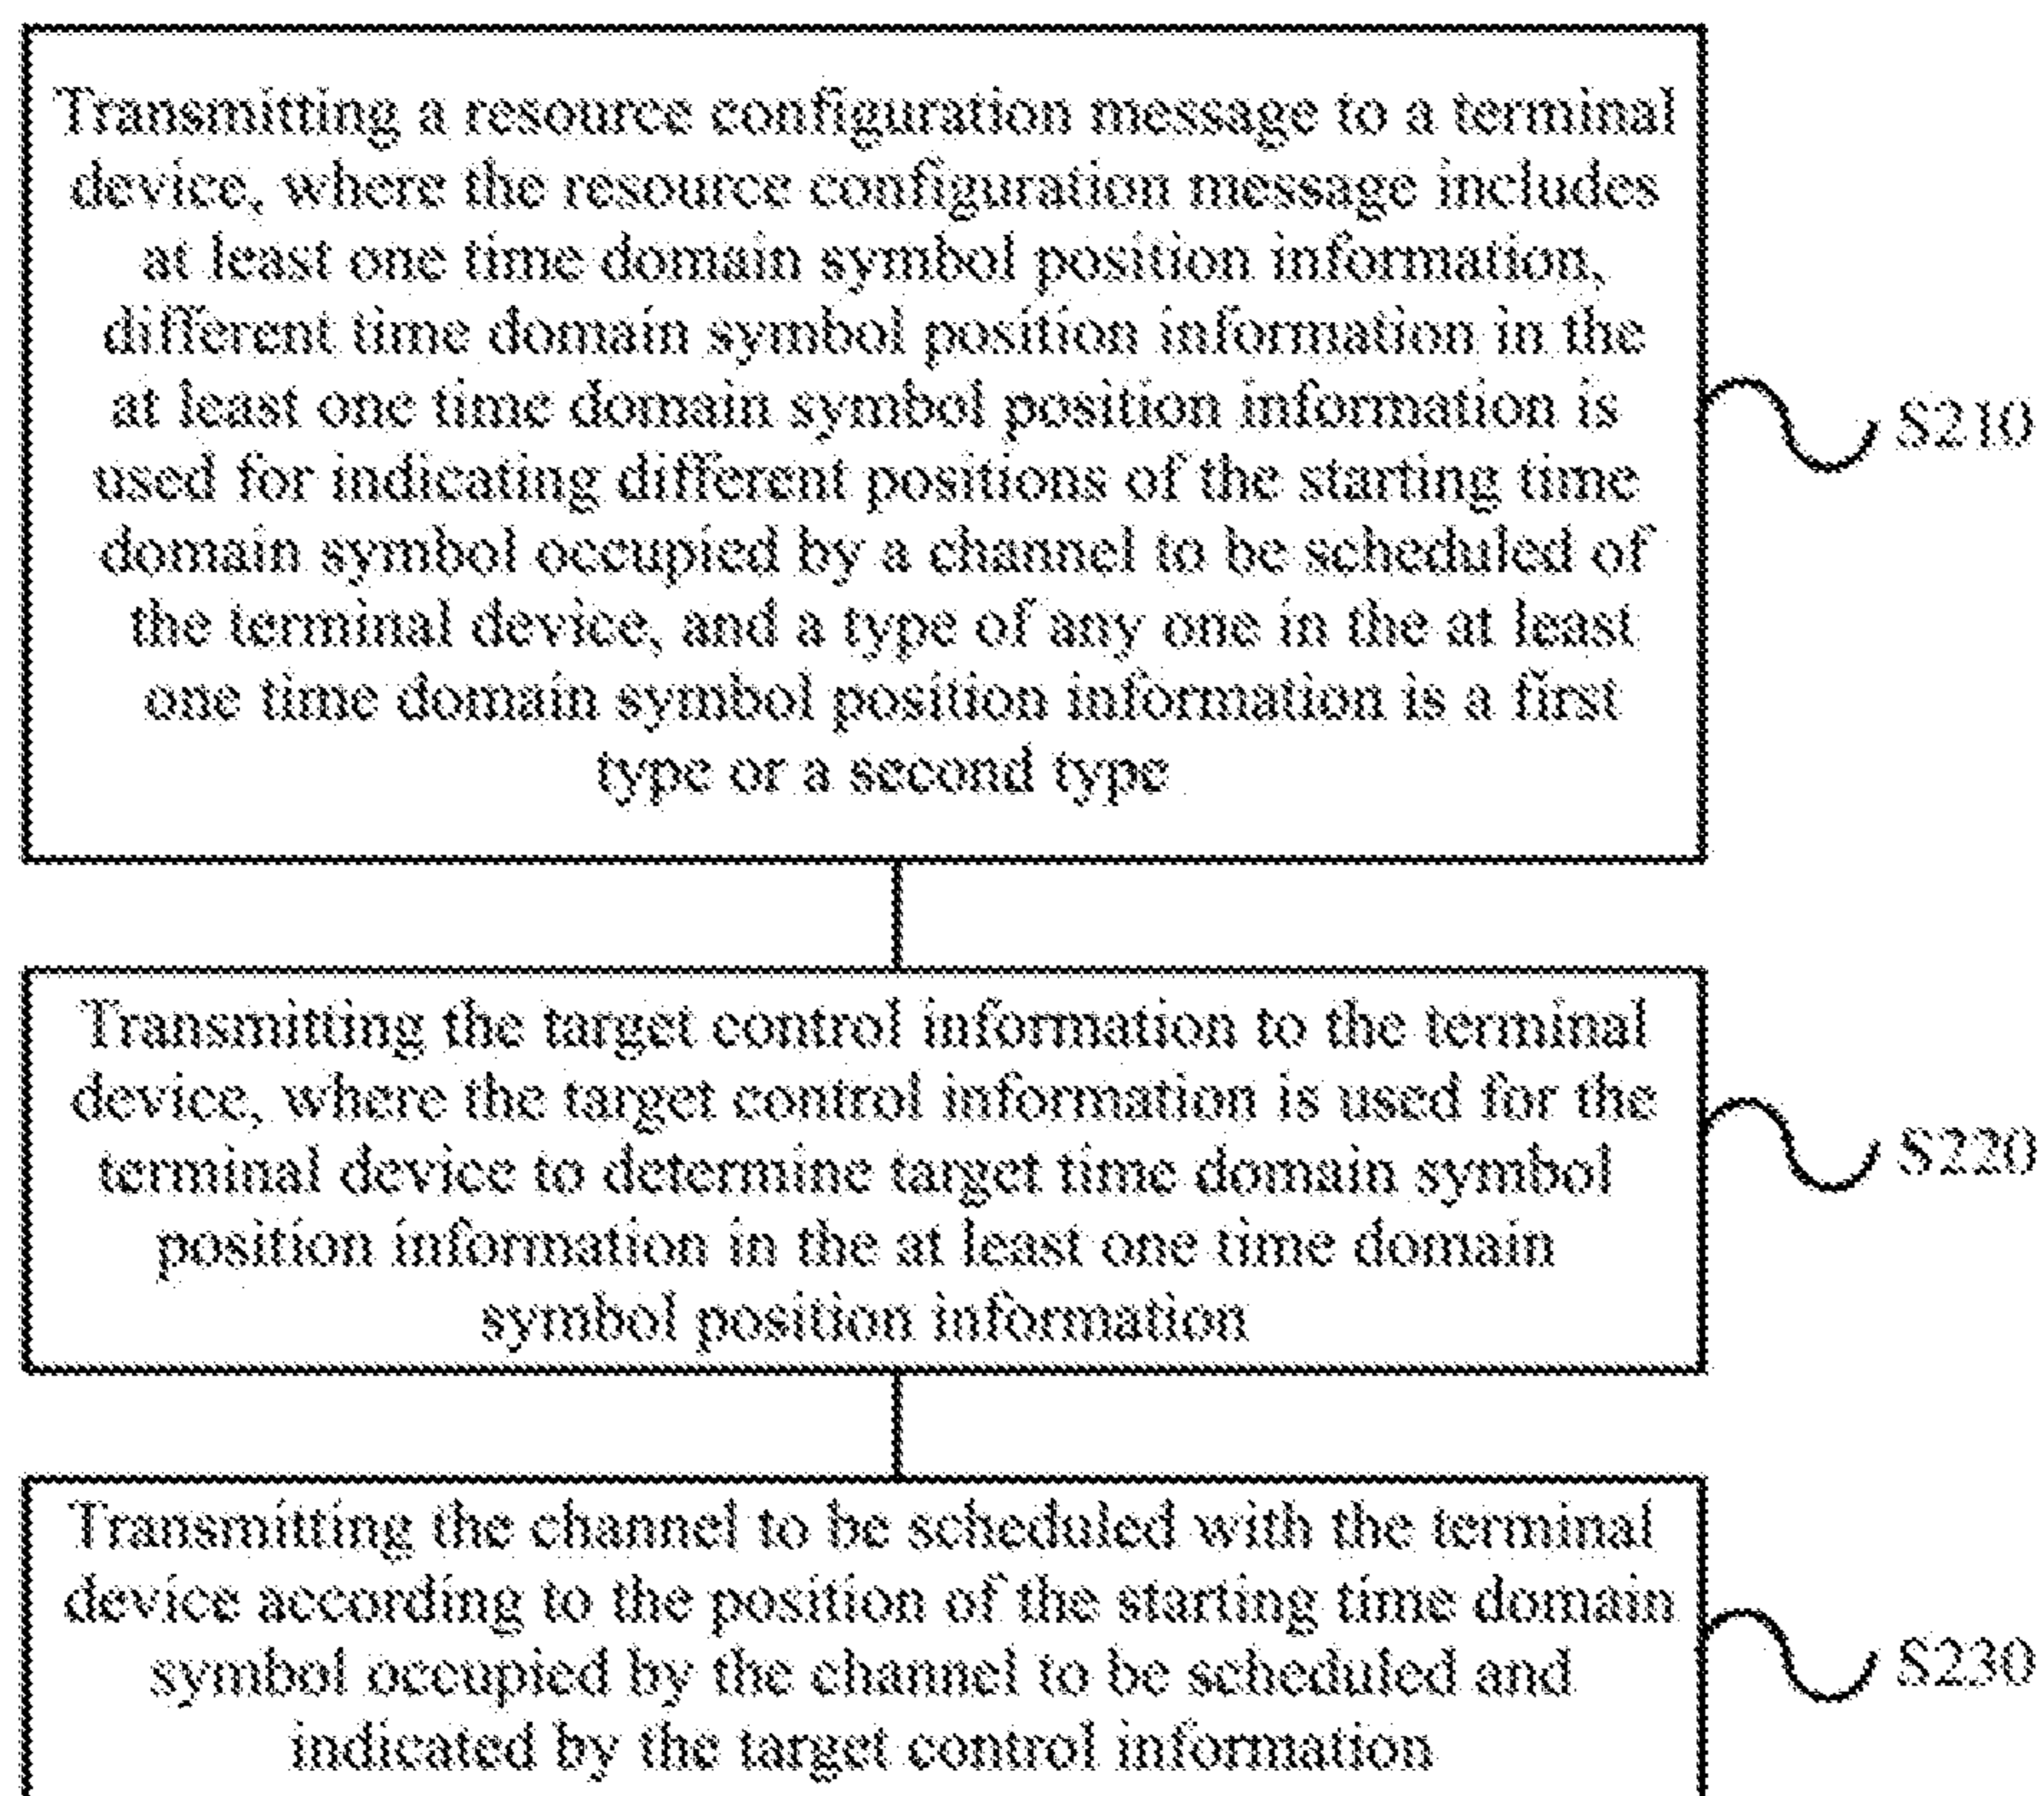 Transmitting a resource configuration message to a terminal
device, where the resource configuration message includes
at least one time domain symbol position information,
different time domain symbol position information in the
at least one time domain symbol position information is
used for indicating different positions of the starting time
domain symbol occupied by a channel to be scheduled of
the terminal device, and a type of any one in the at least
one time domain symbol position information is a first
type or a second type
S210
Transmitting the target control information to the terminal
device, where the target control information is used for the
terminal device to determine target time domain symbol
position information in the at least one time domain
symbol position information
S220
Transmitting the channel to be scheduled with the terminal
device according to the position of the starting time domain
symbol occupied by the channel to be scheduled and
indicated by the target control information
S230